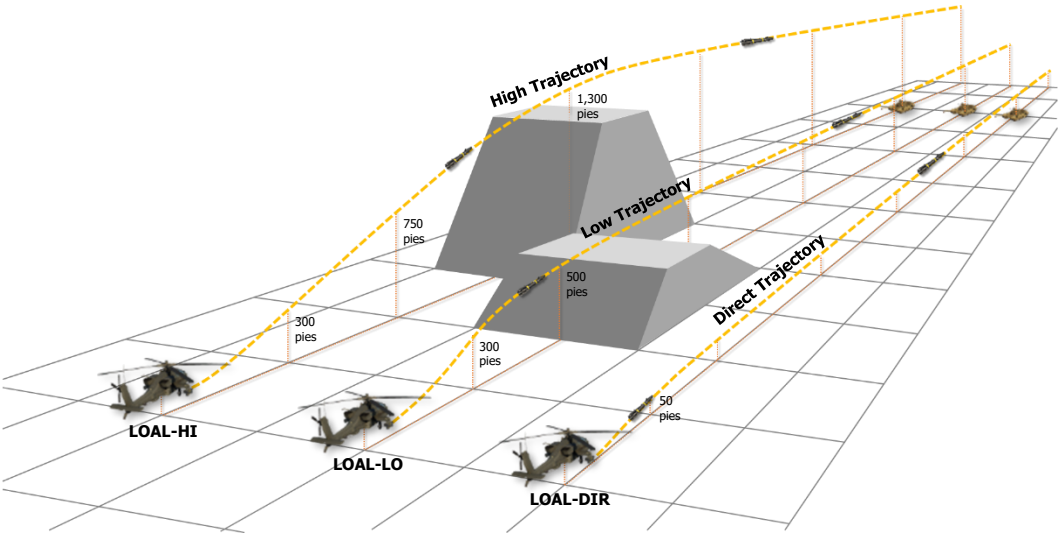 High Trajectory
1,300
pies
750
pies
300
pies
LOAL-HI
Low Trajectory
500
pies
300
pies
LOAL-LO
Direct Trajectory
50
pies
LOAL-DIR